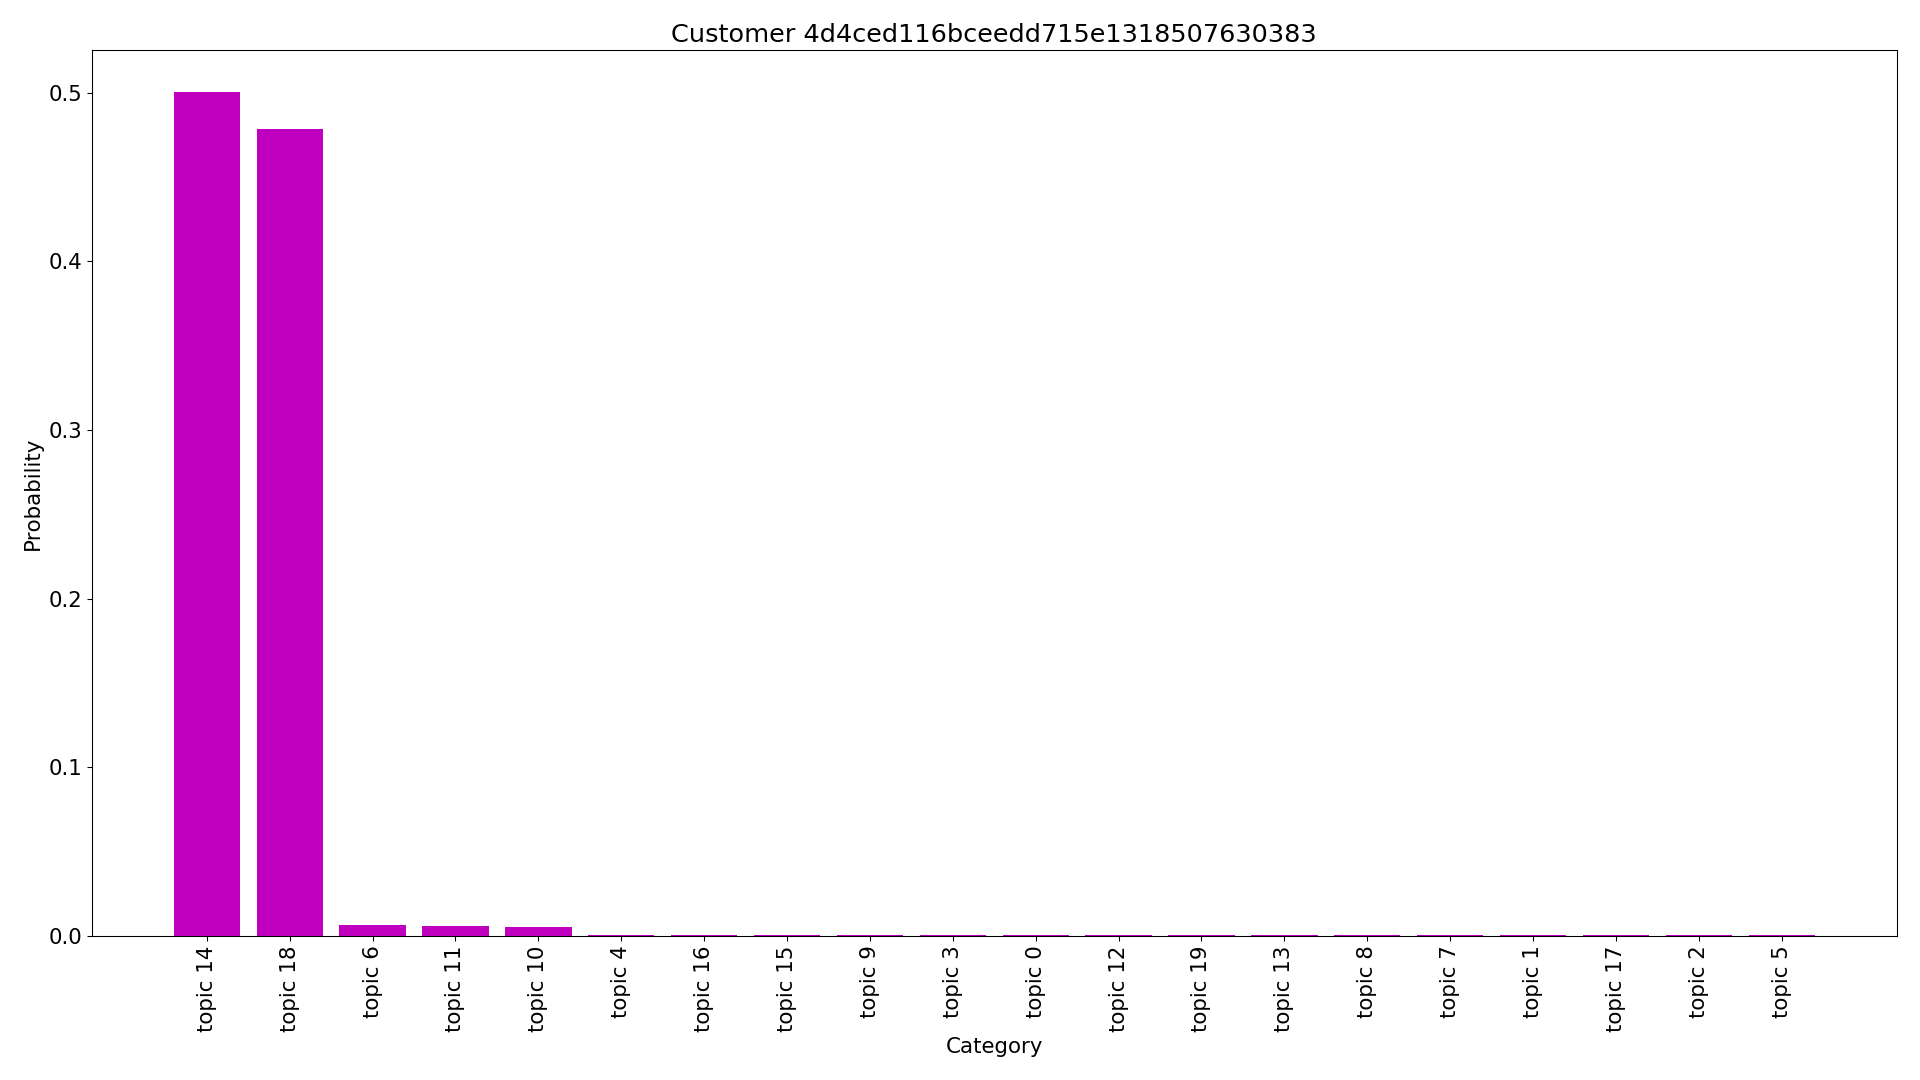 Customer 4d4ced116bceedd715e1318507630383
Probability
0.5
0.4
0.3
0.2
0.1
0.0
topic 14
topic 18
topic 6
topic 11
topic 10
topic 4
topic 16
topic 15
topic 9
topic 3
topic 0
topic 12
topic 19
topic 13
topic 8
topic 7
topic 1
topic 17
topic 2
topic 5
Category